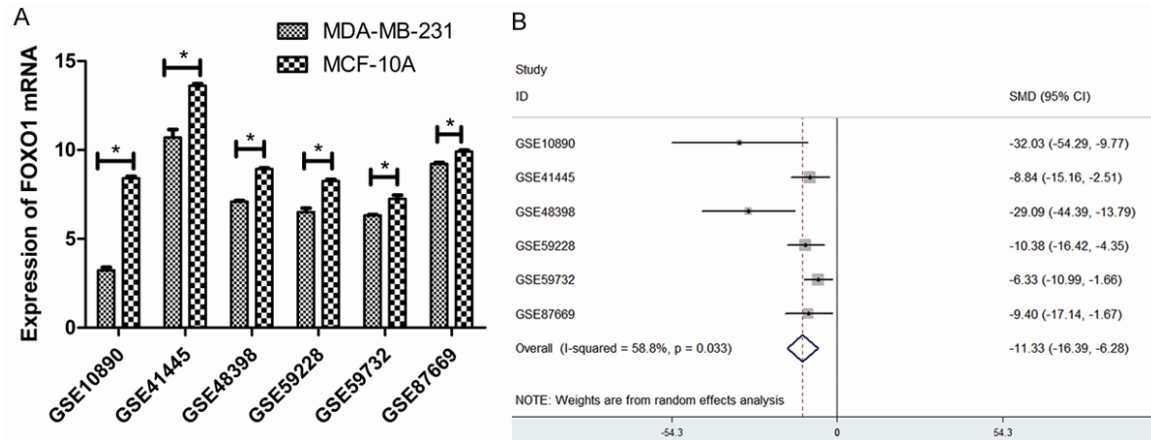 A
MDA-MB-231
MCF-10A
Expression of FOXO1 mRNA
15
10
5
0
*
*
*
*
*
*
GSE10890
GSE41445
GSE48398
GSE59228
GSE59732
GSE87669
B
Study
ID SMD (95% CI)
GSE10890 -32.03 (-54.29, -9.77)
GSE41445 -8.84 (-15.16, -2.51)
GSE48398 -29.09 (-44.39, -13.79)
GSE59228 -10.38 (-16.42, -4.35)
GSE59732 -6.33 (-10.99, -1.66)
GSE87669 -9.40 (-17.14, -1.67)
Overall (I-squared = 58.8%, p = 0.033) -11.33 (-16.39, -6.28)
NOTE: Weights are from random effects analysis
-54.3 0 54.3